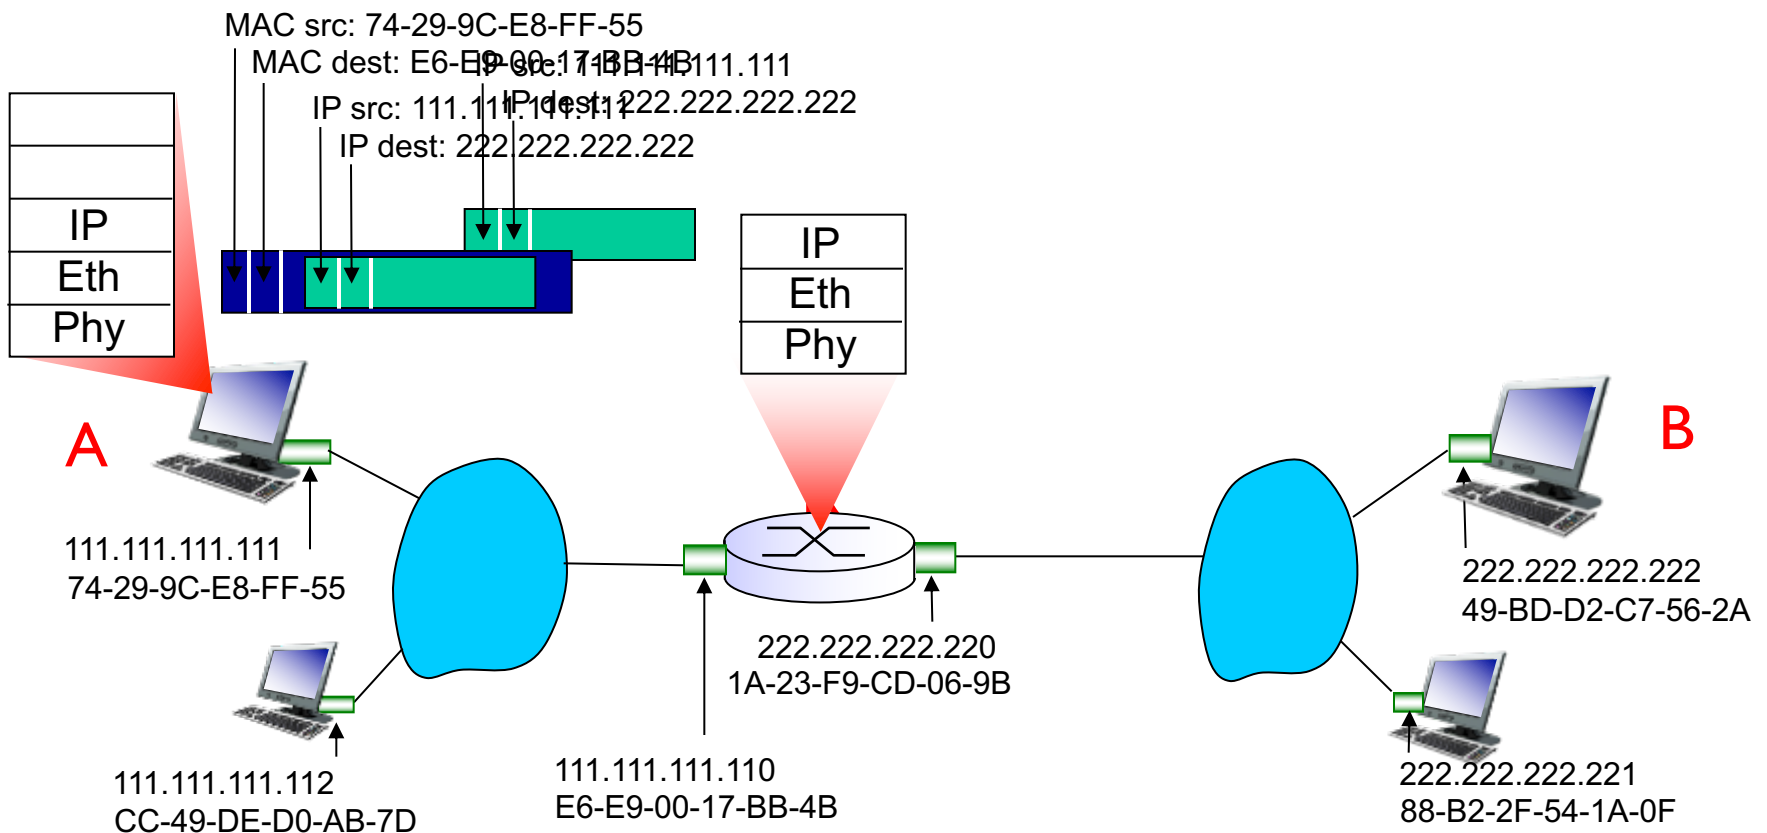 MAC src: 74-29-9C-E8-FF-55
MAC dest: E6-E9-00-17-BB-4B
IP src: 111.111.111.111
IP dest: 222.222.222.222
IP src: 111.111.111.111
IP dest: 222.222.222.222
IP
Eth
Phy
IP
Eth
Phy
A
B
111.111.111.111
74-29-9C-E8-FF-55
222.222.222.222
49-BD-D2-C7-56-2A
222.222.222.220
1A-23-F9-CD-06-9B
111.111.111.112
CC-49-DE-D0-AB-7D
111.111.111.110
E6-E9-00-17-BB-4B
222.222.222.221
88-B2-2F-54-1A-0F